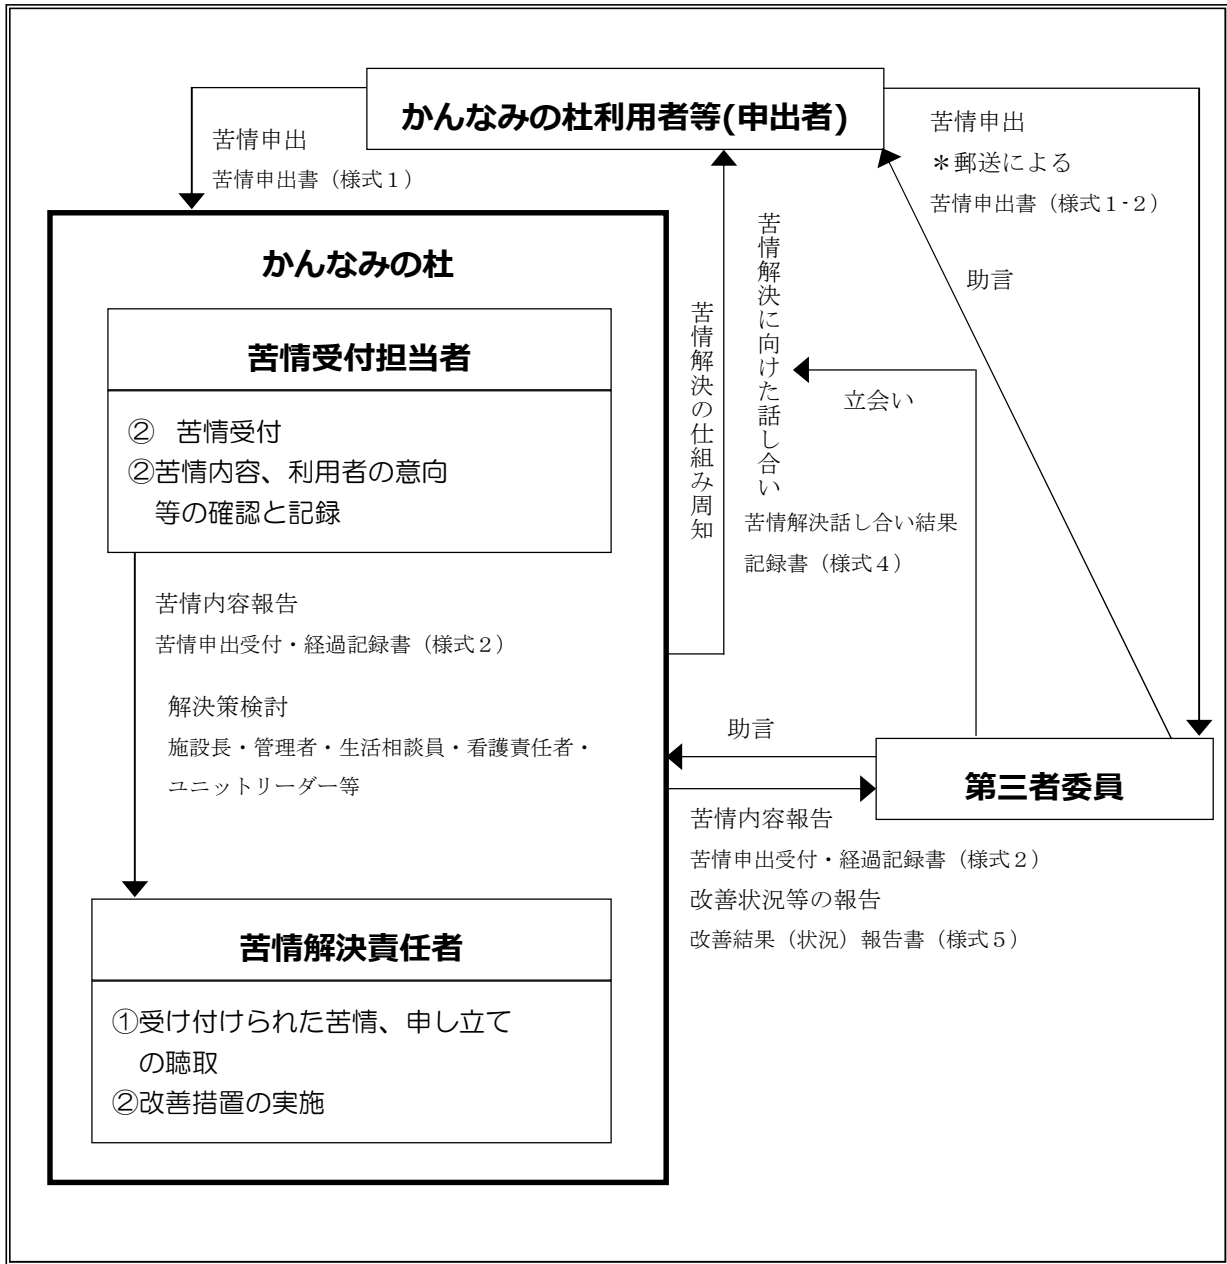 かんなみの杜利用者等(申出者)
苦情申出
苦情申出書（様式１）
苦情申出
＊郵送による
苦情申出書（様式１-２）
助言
かんなみの杜
苦情受付担当者
②　苦情受付
②苦情内容、利用者の意向
等の確認と記録
苦情内容報告
苦情申出受付・経過記録書（様式２）
解決策検討
施設長・管理者・生活相談員・看護責任者・
ユニットリーダー等
苦情解決責任者
①受け付けられた苦情、申し立て
の聴取
②改善措置の実施
苦情解決に向けた話し合い
苦情解決の仕組み周知
立会い
苦情解決話し合い結果
記録書（様式４）
助言
第三者委員
苦情内容報告
苦情申出受付・経過記録書（様式２）
改善状況等の報告
改善結果（状況）報告書（様式５）